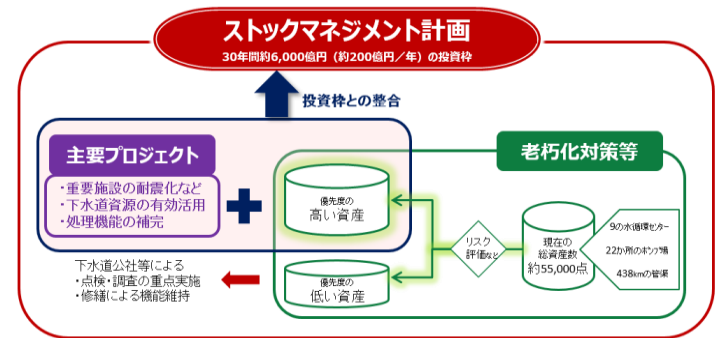 ストックマネジメント計画
30年間約6,000億円（約200億円／年）の投資枠
投資枠との整合
主要プロジェクト
・重要施設の耐震化など
・下水道資源の有効活用
・処理機能の補完
老朽化対策等
優先度の
高い資産
リスク
評価など
現在の
総資産数
約55,000点
9の水循環センター
22か所のポンプ場
438kmの管渠
優先度の
低い資産
下水道公社等による
・点検・調査の重点実施
・修繕による機能維持